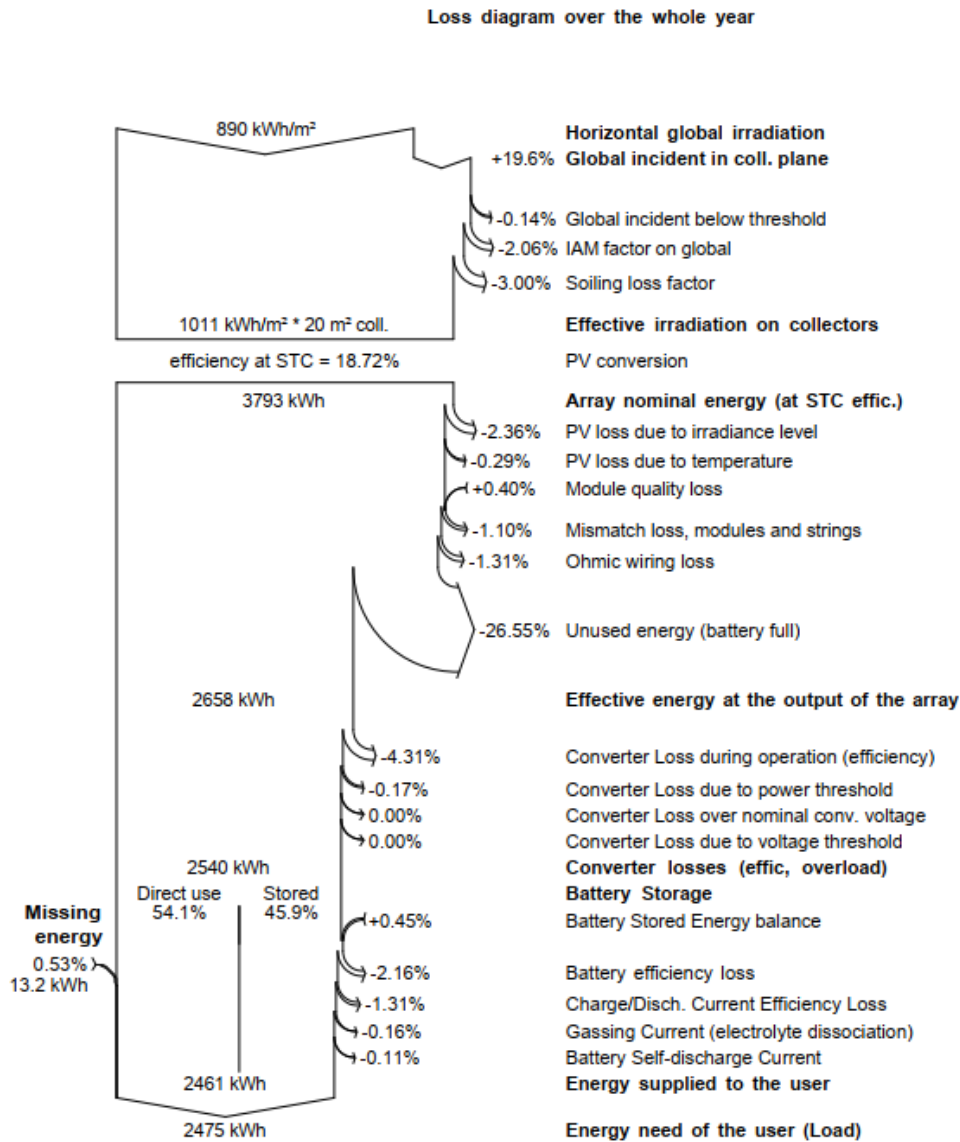 Loss diagram over the whole year
890 kWh/m² Horizontal global irradiation
+19.6% Global incident in coll. plane
-0.14% Global incident below threshold
-2.06% IAM factor on global
-3.00% Soiling loss factor
1011 kWh/m² * 20 m² coll. Effective irradiation on collectors
efficiency at STC = 18.72% PV conversion
3793 kWh Array nominal energy (at STC effic.)
-2.36% PV loss due to irradiance level
-0.29% PV loss due to temperature
+0.40% Module quality loss
-1.10% Mismatch loss, modules and strings
-1.31% Ohmic wiring loss
-26.55% Unused energy (battery full)
2658 kWh Effective energy at the output of the array
-4.31% Converter Loss during operation (efficiency)
-0.17% Converter Loss due to power threshold
0.00% Converter Loss over nominal conv. voltage
0.00% Converter Loss due to voltage threshold
2540 kWh Converter losses (effic, overload)
Direct use Stored Battery Storage
54.1% 45.9%
Missing
energy
+0.45% Battery Stored Energy balance
0.53%
13.2 kWh
-2.16% Battery efficiency loss
-1.31% Charge/Disch. Current Efficiency Loss
-0.16% Gassing Current (electrolyte dissociation)
-0.11% Battery Self-discharge Current
2461 kWh Energy supplied to the user
2475 kWh Energy need of the user (Load)